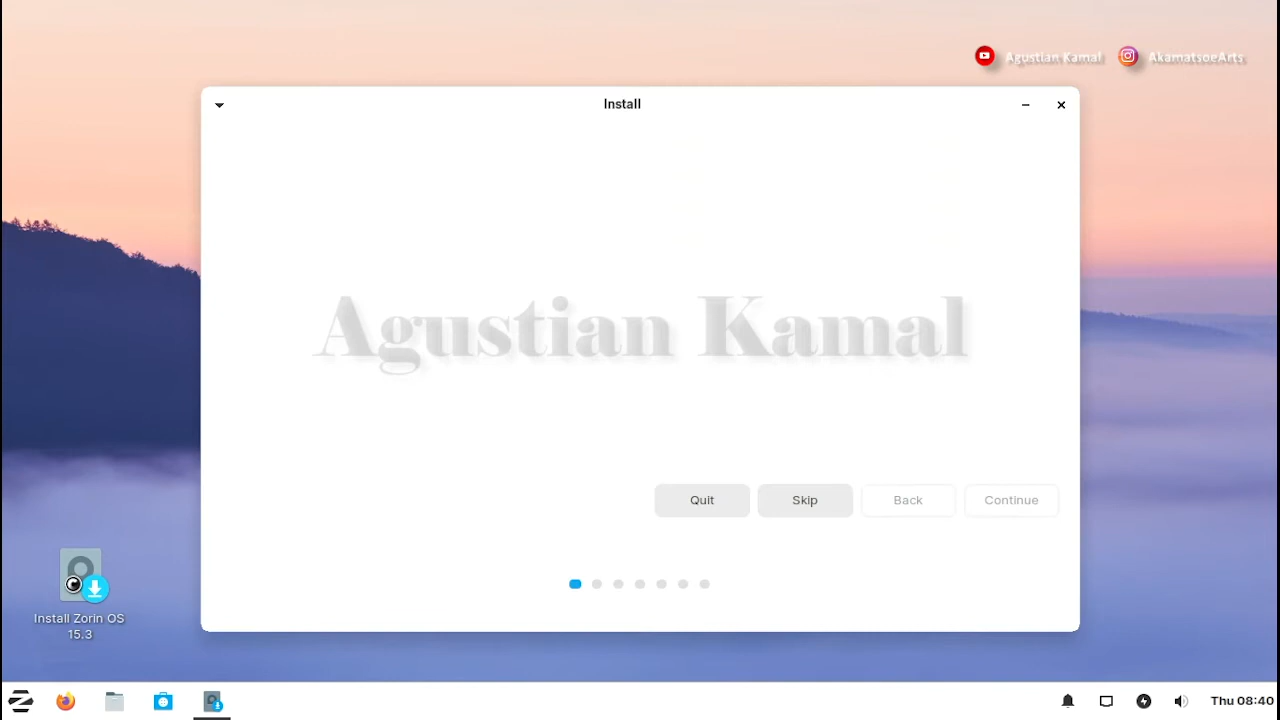 Agustian Kamal AkamatsoeArts
Install
Agustian Kamal
Quit Skip Back Continue
Install Zorin OS
15.3
Thu 08:40